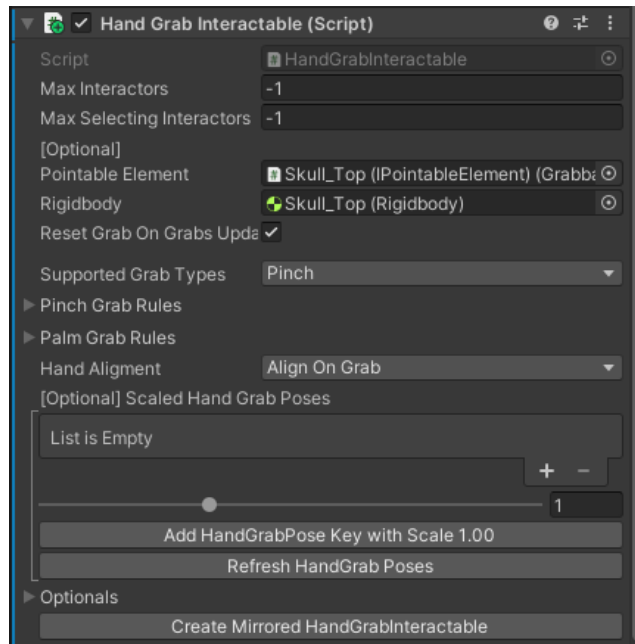 Hand Grab Interactable (Script)
Script HandGrabInteractable
Max Interactors -1
Max Selecting Interactors -1
[Optional]
Pointable Element Skull_Top (IPointableElement) (Grabba
Rigidbody Skull_Top (Rigidbody)
Reset Grab On Grabs Upda
Supported Grab Types Pinch
Pinch Grab Rules
Palm Grab Rules
Hand Aligment Align On Grab
[Optional] Scaled Hand Grab Poses
List is Empty
+ −
1
Add HandGrabPose Key with Scale 1.00
Refresh HandGrab Poses
Optionals
Create Mirrored HandGrabInteractable